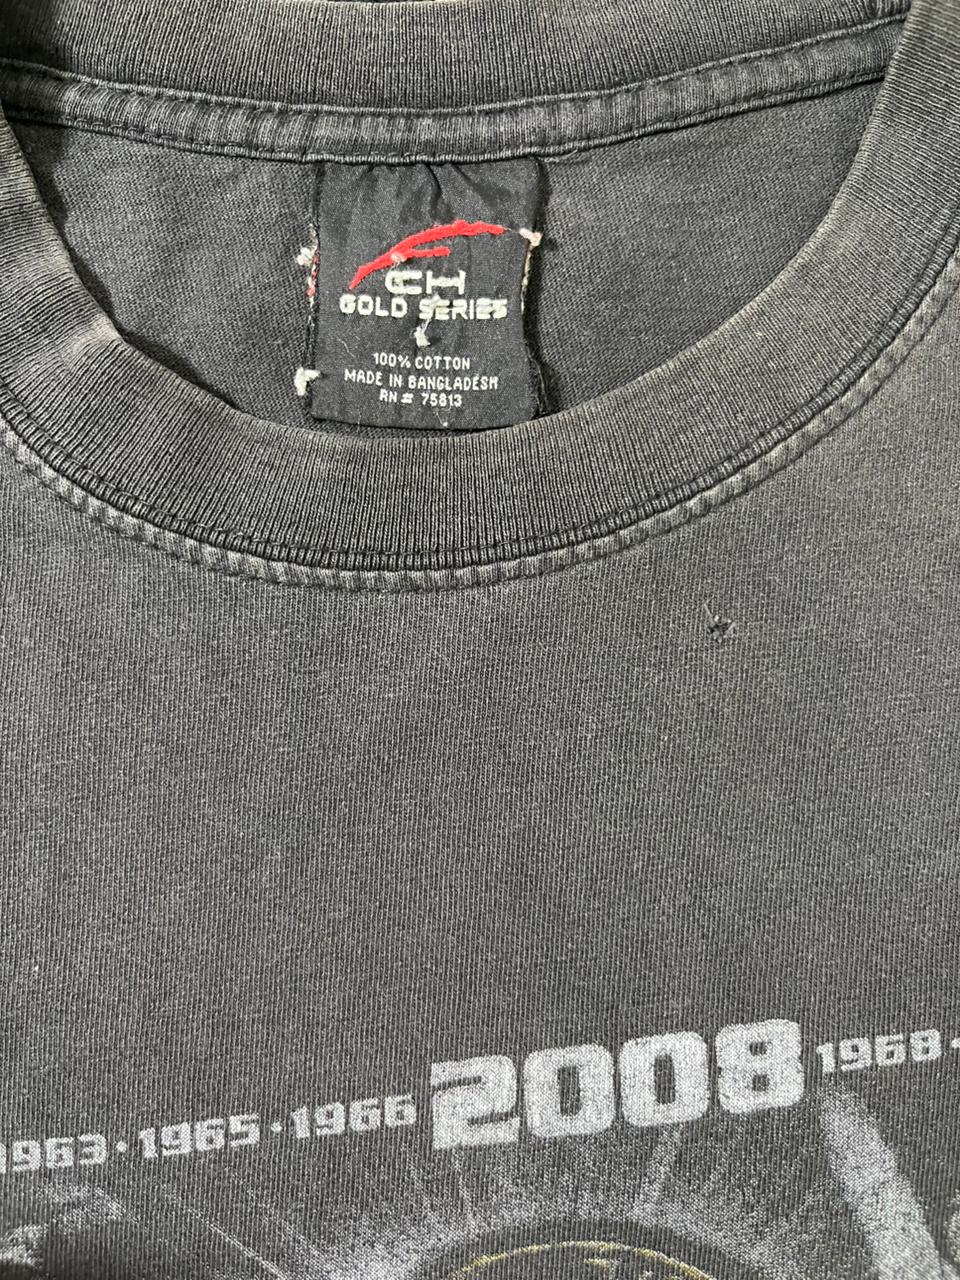 CH
GOLD SERIES
L
100% COTTON
MADE IN BANGLADESH
RN # 75813
1963 • 1965 • 1966 2008 1968 •